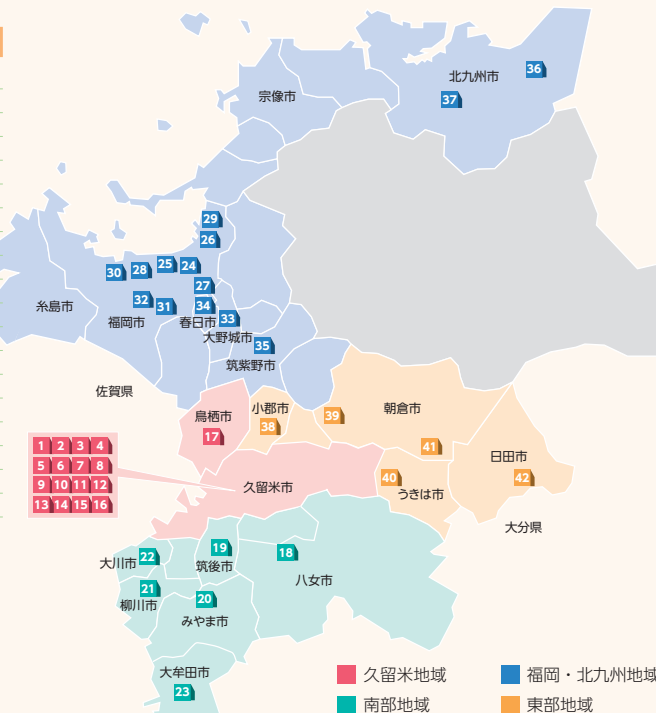 36
北九州市
37
宗像市
29
26
30 28 25 24
27
32 31 34 33
糸島市
福岡市 春日市
大野城市
35
筑紫野市
佐賀県
鳥栖市
17
小郡市
38
39
朝倉市
41
日田市
40
42
うきは市
大分県
1 2 3 4
5 6 7 8
9 10 11 12
13 14 15 16
久留米市
大川市 22
19
筑後市
18
八女市
21
柳川市
20
みやま市
大牟田市
23
久留米地域
福岡・北九州地域
南部地域
東部地域